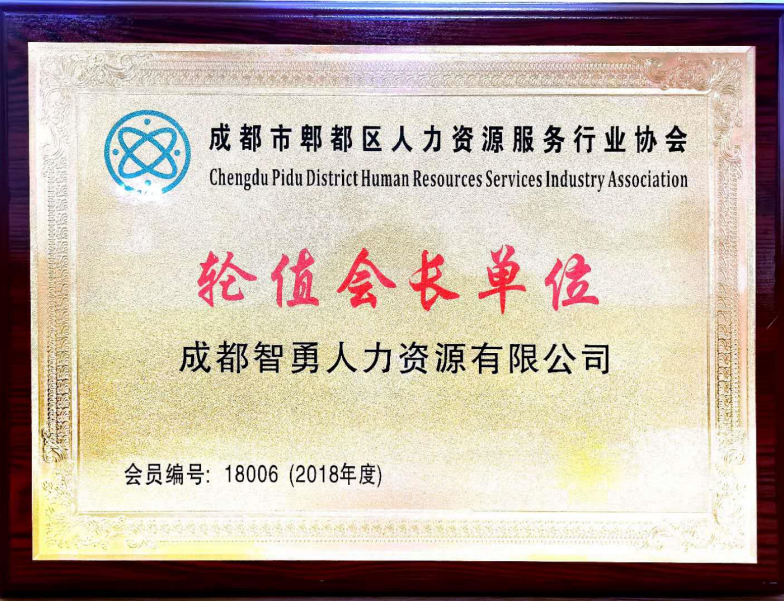 成都市郫都区人力资源服务行业协会
Chengdu Pidu District Human Resources Services Industry Association
轮值会长单位
成都智勇人力资源有限公司
会员编号: 18006 (2018年度)